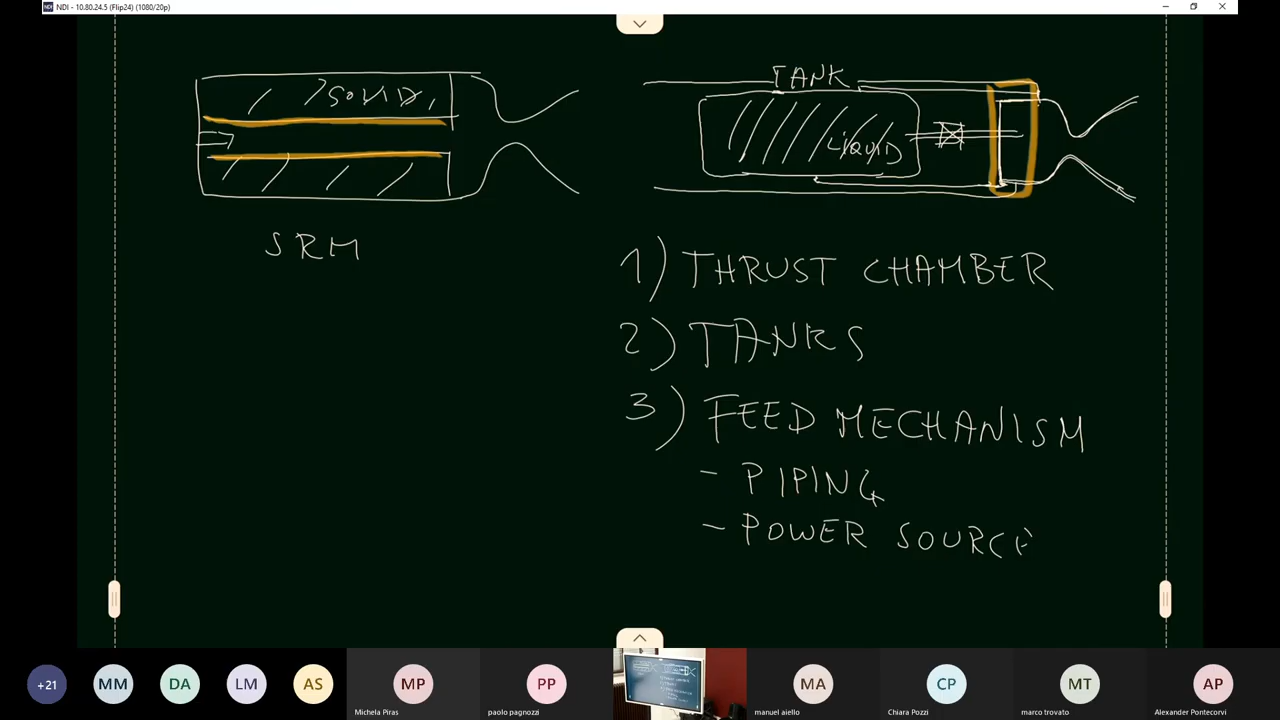 NDI - 10.80.24.5 (Flip24) (1080/20p)
TANK
SOLID
LIQUID
SRM
1) THRUST CHAMBER
2) TANKS
3) FEED MECHANISM
- PIPING
- POWER SOURCE
+21
MM
DA
LM
AS
MP
Michela Piras
PP
paolo pagnozzi
MA
manuel aiello
CP
Chiara Pozzi
MT
marco trovato
AP
Alexander Pontecorvi